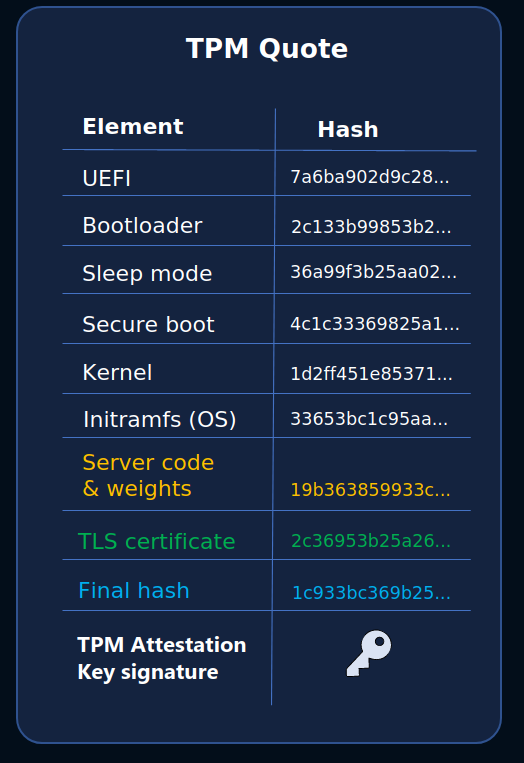 TPM Quote
Element Hash
UEFI 7a6ba902d9c28...
Bootloader 2c133b99853b2...
Sleep mode 36a99f3b25aa02...
Secure boot 4c1c33369825a1...
Kernel 1d2ff451e85371...
Initramfs (OS) 33653bc1c95aa...
Server code
& weights 19b363859933c...
TLS certificate 2c36953b25a26...
Final hash 1c933bc369b25...
TPM Attestation
Key signature